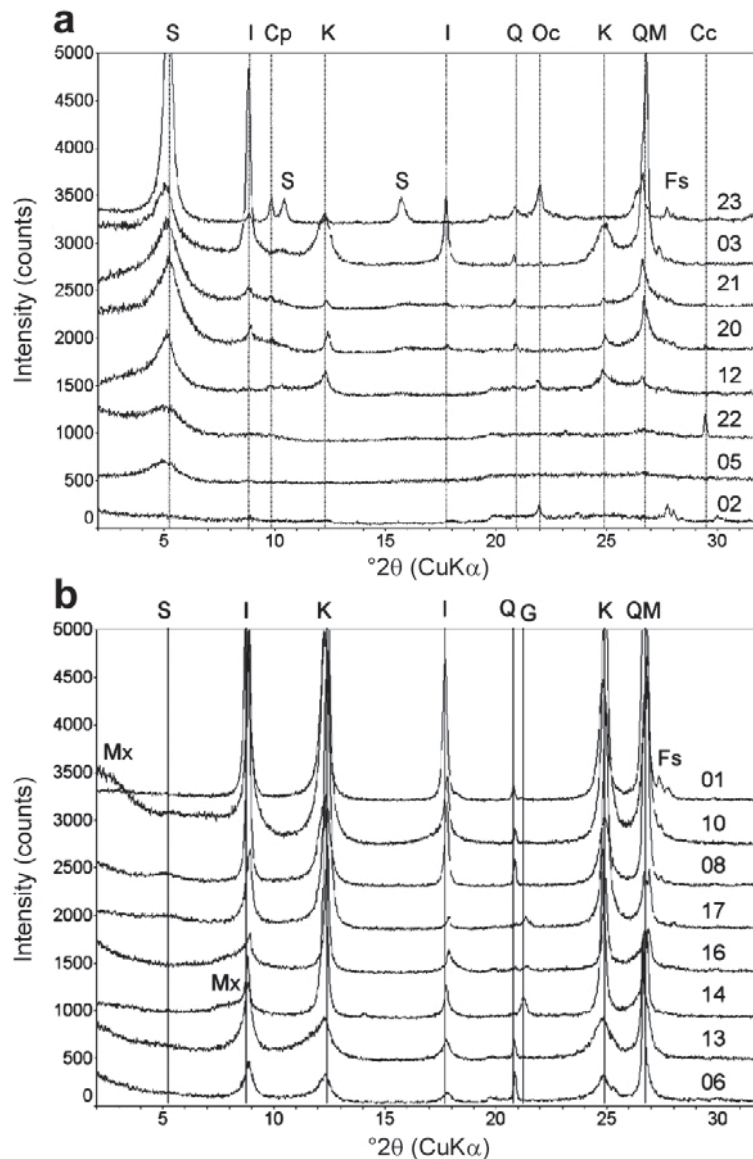 a
S I Cp K I Q Oc K QM Cc
5000
4500
4000
S S Fs
3500
23
3000
03
2500
21
2000
20
1500
12
1000
22
500
05
0
02
Intensity (counts)
5 10 15 20 25 30
°2θ (CuKα)
b
S I K I Q G K QM
5000
4500
4000
Mx Fs
3500
01
3000
10
2500
08
2000
17
1500
16
Mx
1000
14
500
13
0
06
Intensity (counts)
2 5 10 15 20 25 30
°2θ (CuKα)